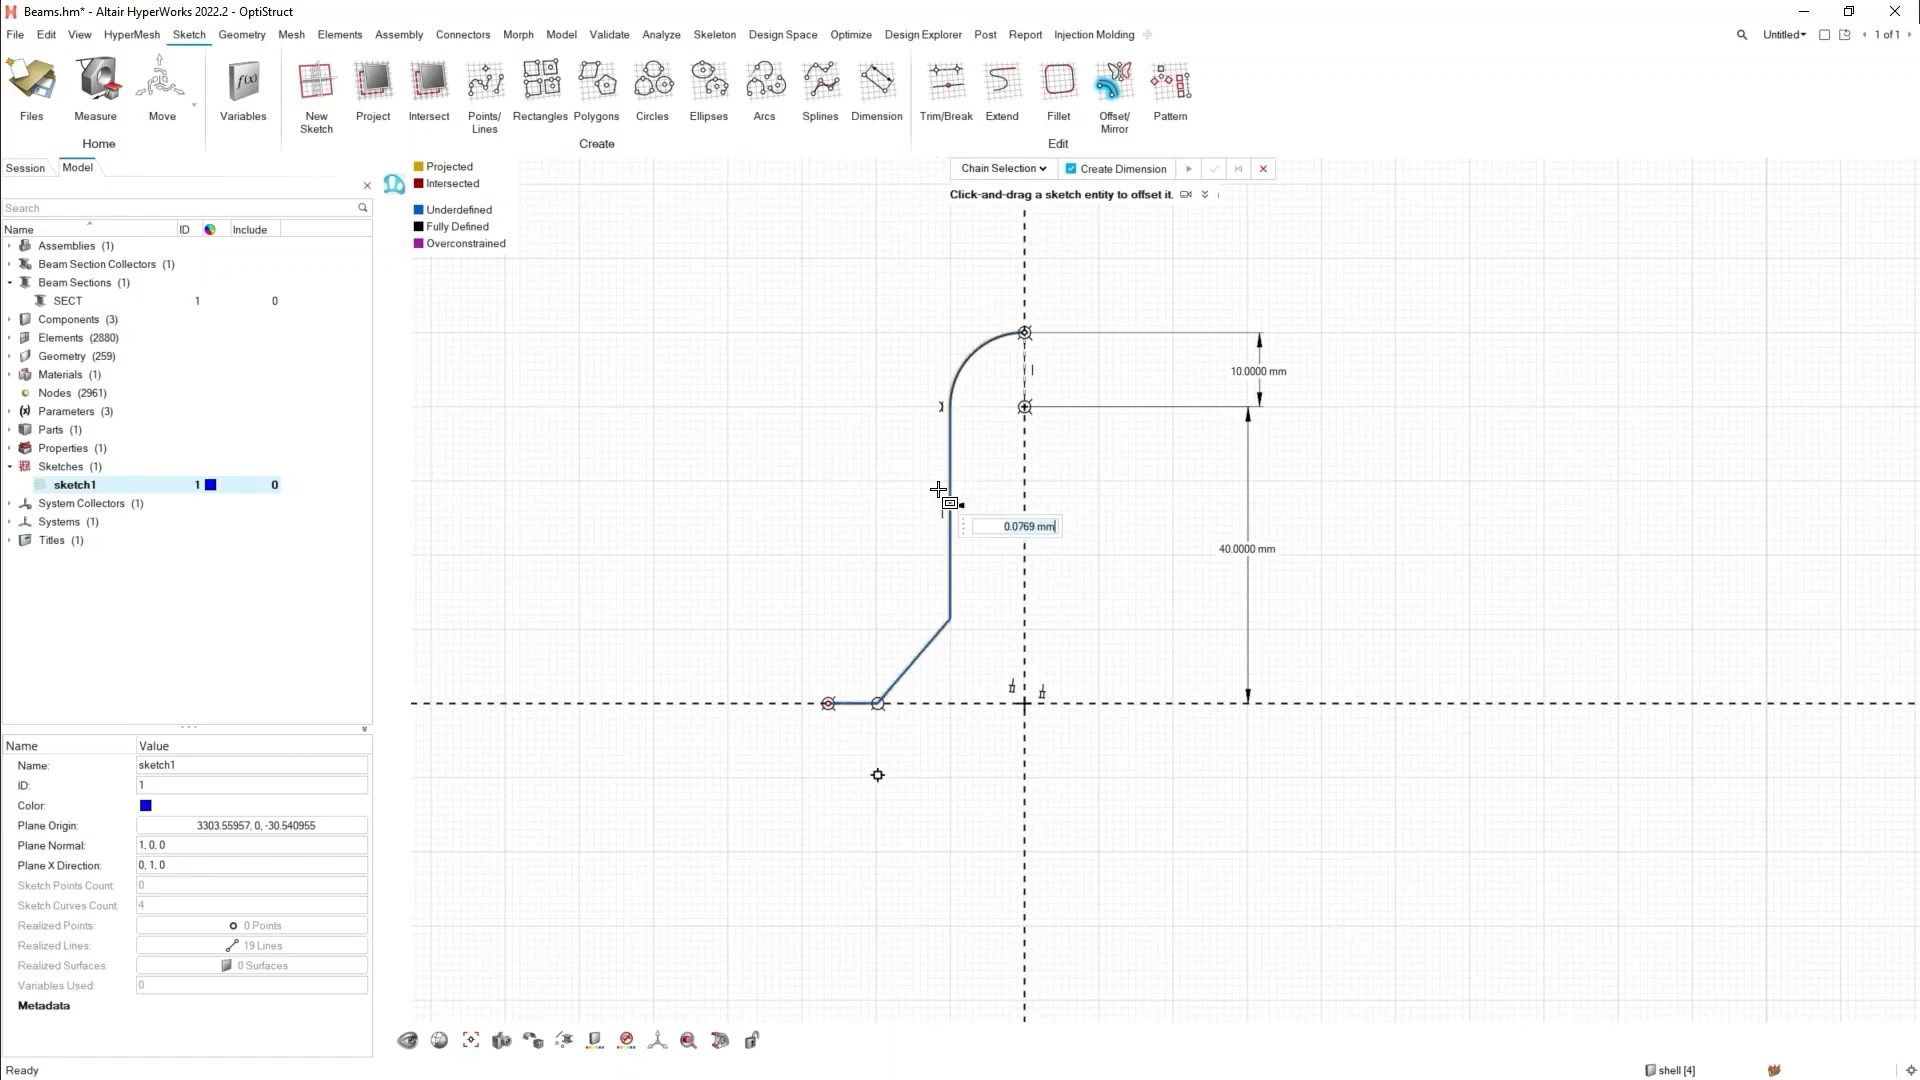 Beams.hm* - Altair HyperWorks 2022.2 - OptiStruct
File Edit View HyperMesh Sketch Geometry Mesh Elements Assembly Connectors Morph Model Validate Analyze Skeleton Design Space Optimize Design Explorer Post Report Injection Molding Untitled 1 of 1
Files Measure Move Variables New Sketch Project Intersect Points/ Lines Rectangles Polygons Circles Ellipses Arcs Splines Dimension Trim/Break Extend Fillet Offset/ Mirror Pattern
f(x)
Home Create Edit
Session Model
Projected
Intersected
Underdefined
Fully Defined
Overconstrained
Chain Selection Create Dimension
Click-and-drag a sketch entity to offset it.
Search
Name ID Include
Assemblies (1)
Beam Section Collectors (1)
Beam Sections (1)
SECT 1 0
Components (3)
Elements (2880)
Geometry (259)
Materials (1)
Nodes (2961)
(x) Parameters (3)
Parts (1)
Properties (1)
Sketches (1)
sketch1 1 0
System Collectors (1)
Systems (1)
Titles (1)
10.0000 mm
0.0769 mm
40.0000 mm
Name Value
Name: sketch1
ID: 1
Color:
Plane Origin: 3303.55957, 0, -30.540955
Plane Normal: 1, 0, 0
Plane X Direction: 0, 1, 0
Sketch Points Count: 0
Sketch Curves Count: 4
Realized Points: 0 Points
Realized Lines: 19 Lines
Realized Surfaces: 0 Surfaces
Variables Used: 0
Metadata
Ready
shell [4]